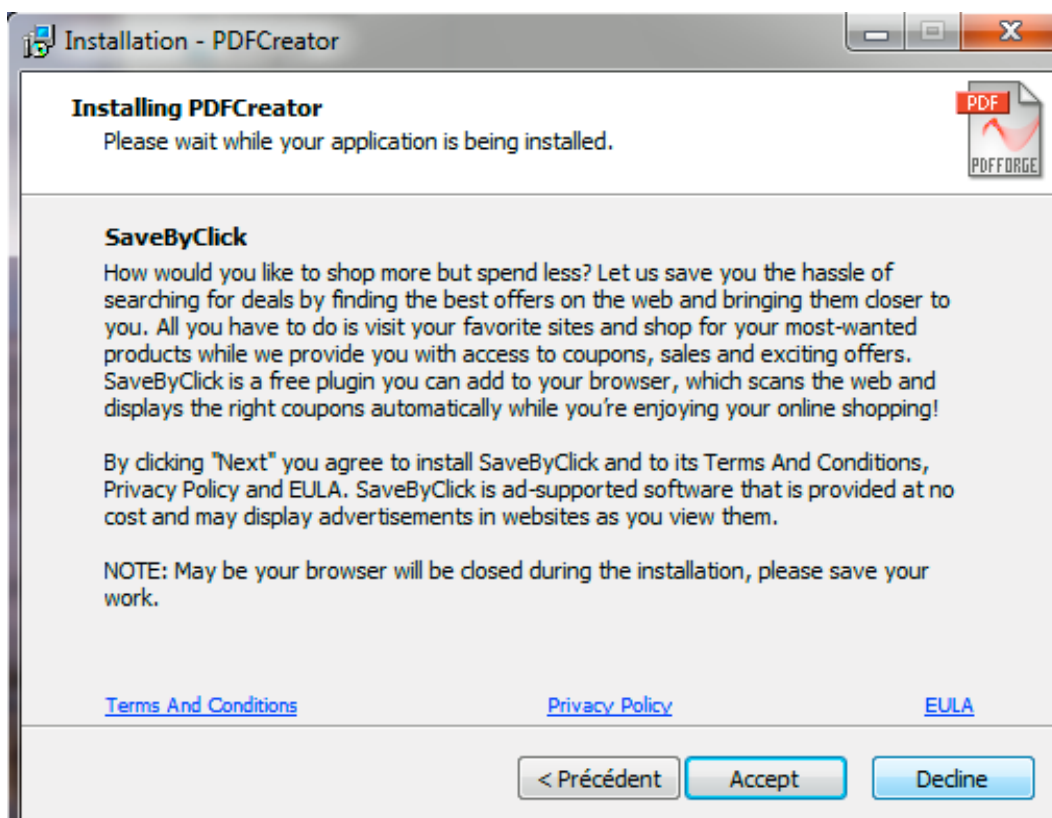 Installation - PDFCreator
Installing PDFCreator
Please wait while your application is being installed.
PDF
PDFFORGE
SaveByClick
How would you like to shop more but spend less? Let us save you the hassle of
searching for deals by finding the best offers on the web and bringing them closer to
you. All you have to do is visit your favorite sites and shop for your most-wanted
products while we provide you with access to coupons, sales and exciting offers.
SaveByClick is a free plugin you can add to your browser, which scans the web and
displays the right coupons automatically while you’re enjoying your online shopping!
By clicking "Next" you agree to install SaveByClick and to its Terms And Conditions,
Privacy Policy and EULA. SaveByClick is ad-supported software that is provided at no
cost and may display advertisements in websites as you view them.
NOTE: May be your browser will be closed during the installation, please save your
work.
Terms And Conditions
Privacy Policy
EULA
< Précédent
Accept
Decline